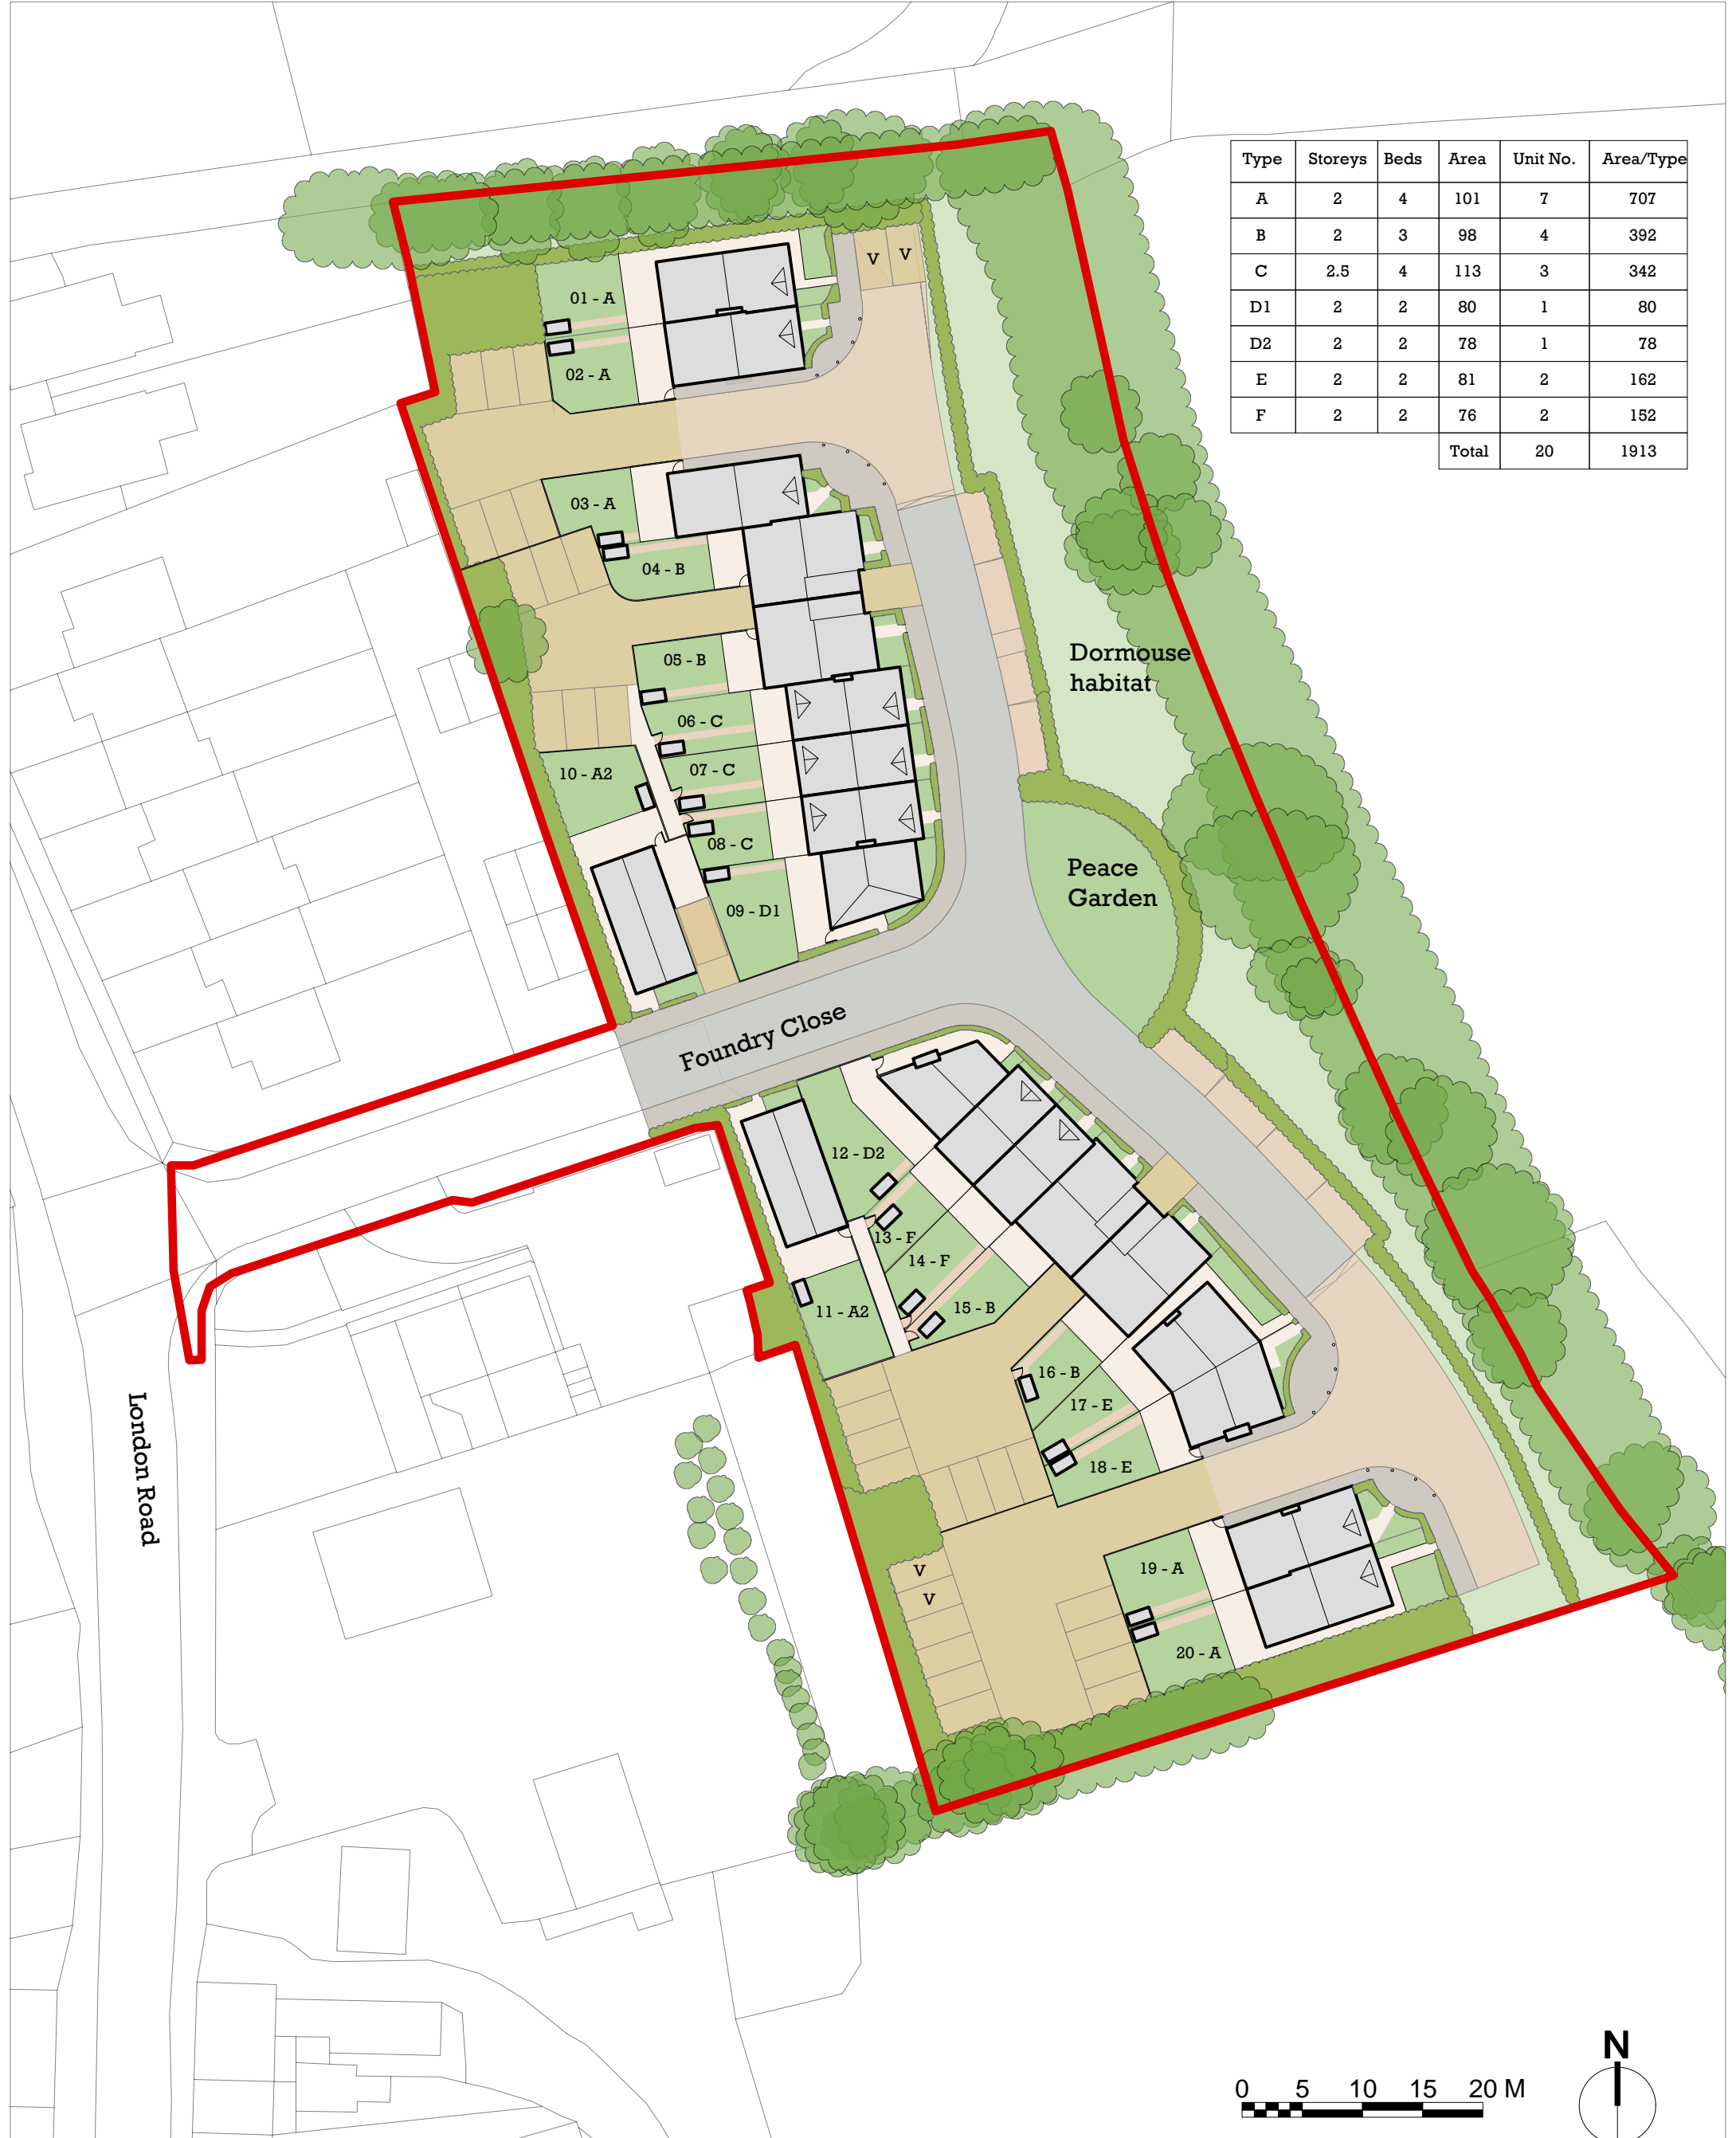 Type Storeys Beds Area Unit No. Area/Type
A 2 4 101 7 707
B 2 3 98 4 392
C 2.5 4 113 3 342
D1 2 2 80 1 80
D2 2 2 78 1 78
E 2 2 81 2 162
F 2 2 76 2 152
Total 20 1913
V V
01 - A
02 - A
03 - A
04 - B
05 - B
06 - C
07 - C
10 - A2
08 - C
09 - D1
Dormouse
habitat
Peace
Garden
Foundry Close
12 - D2
13 - F
14 - F
11 - A2
15 - B
16 - B
17 - E
18 - E
London Road
V
V
19 - A
20 - A
N
0 5 10 15 20 M